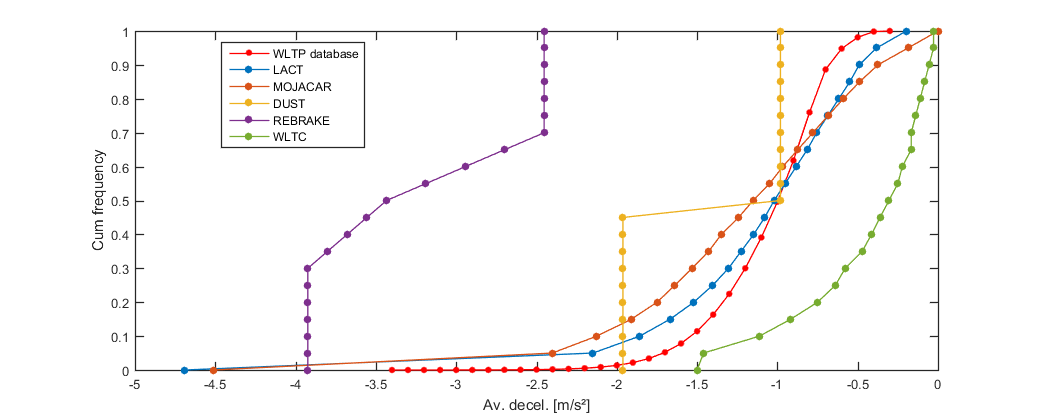 1
0.9
0.8
0.7
0.6
0.5
0.4
0.3
0.2
0.1
0
Cum frequency
WLTP database
LACT
MOJACAR
DUST
REBRAKE
WLTC
-5 -4.5 -4 -3.5 -3 -2.5 -2 -1.5 -1 -0.5 0
Av. decel. [m/s²]